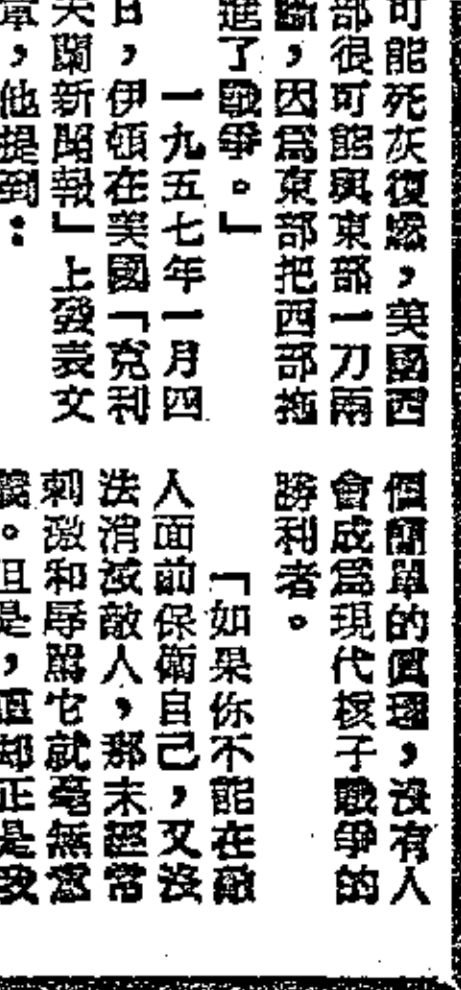 可能死灰復燃，美國西
部很可能與東部一刀兩
斷，因爲東部把西部拖
進了戰爭。」
一九五七年一月四
日，伊頓在美國「克利
夫蘭新聞報」上發表文
章，他提到：
個簡單的眞理，沒有人
會成爲現代核子戰爭的
勝利者。
「如果你不能在敵
人面前保衛自己，又沒
法消滅敵人，那末經常
刺激和辱罵它就毫無意
義。但是，這却正是我